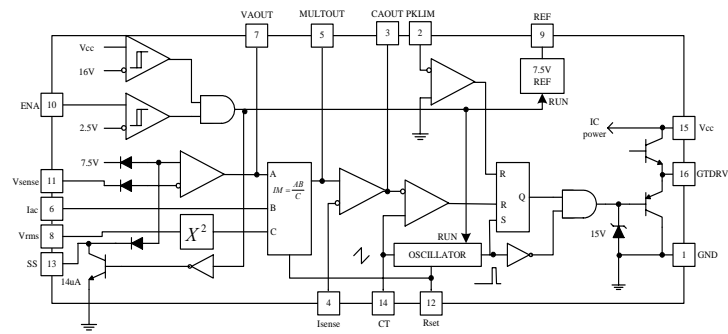 VAOUT MULTOUT CAOUT PKLIM REF
7 5 3 2 9
Vcc
16V
7.5V
REF
RUN
ENA
10
2.5V
IC
power
15
Vcc
7.5V
Vsense
11
A
IM = AB/C
R
Q
16
GTDRV
Iac
6
B
R
Vrms
8
X²
C
S
RUN
15V
SS
13
OSCILLATOR
1
GND
14uA
4 14 12
Isense CT Rset